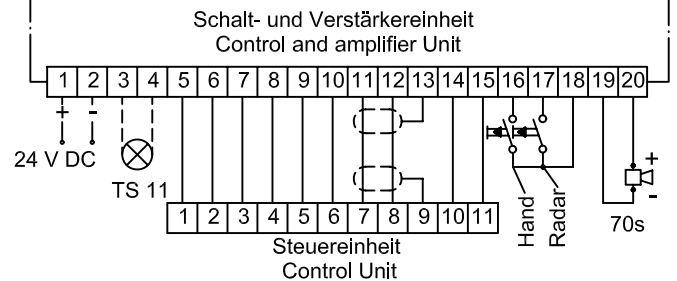 Schalt- und Verstärkereinheit
Control and amplifier Unit
1 2 3 4 5 6 7 8 9 10 11 12 13 14 15 16 17 18 19 20
+ -
24 V DC
TS 11
+
-
Hand
Radar
70s
1 2 3 4 5 6 7 8 9 10 11
Steuereinheit
Control Unit